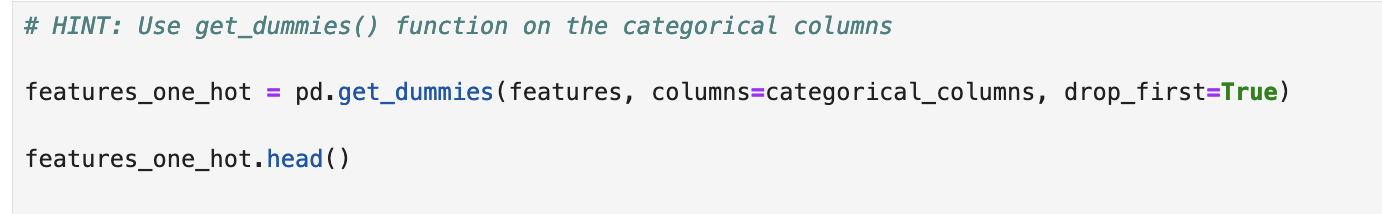 # HINT: Use get_dummies() function on the categorical columns
features_one_hot = pd.get_dummies(features, columns=categorical_columns, drop_first=True)
features_one_hot.head()